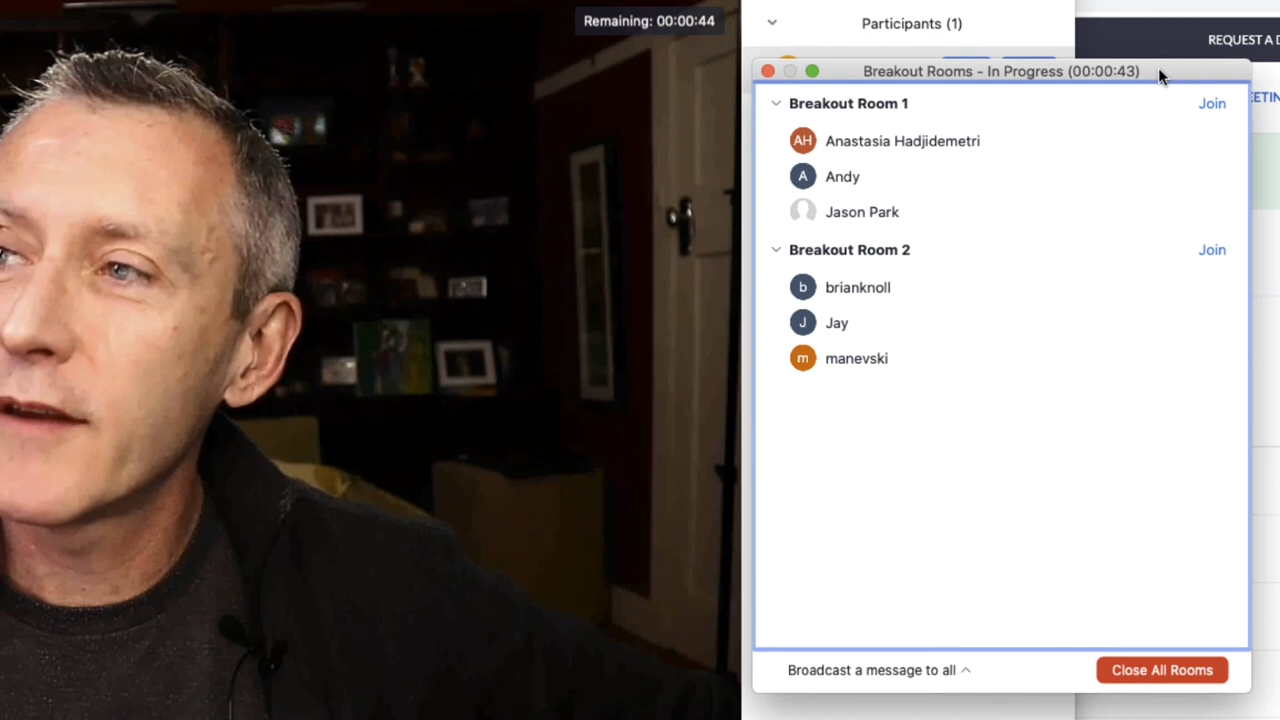 Remaining: 00:00:44
Participants (1)
REQUEST A
Breakout Rooms - In Progress (00:00:43)
Breakout Room 1
Join
AH
Anastasia Hadjidemetri
A
Andy
Jason Park
Breakout Room 2
Join
b
brianknoll
J
Jay
m
manevski
Broadcast a message to all
Close All Rooms